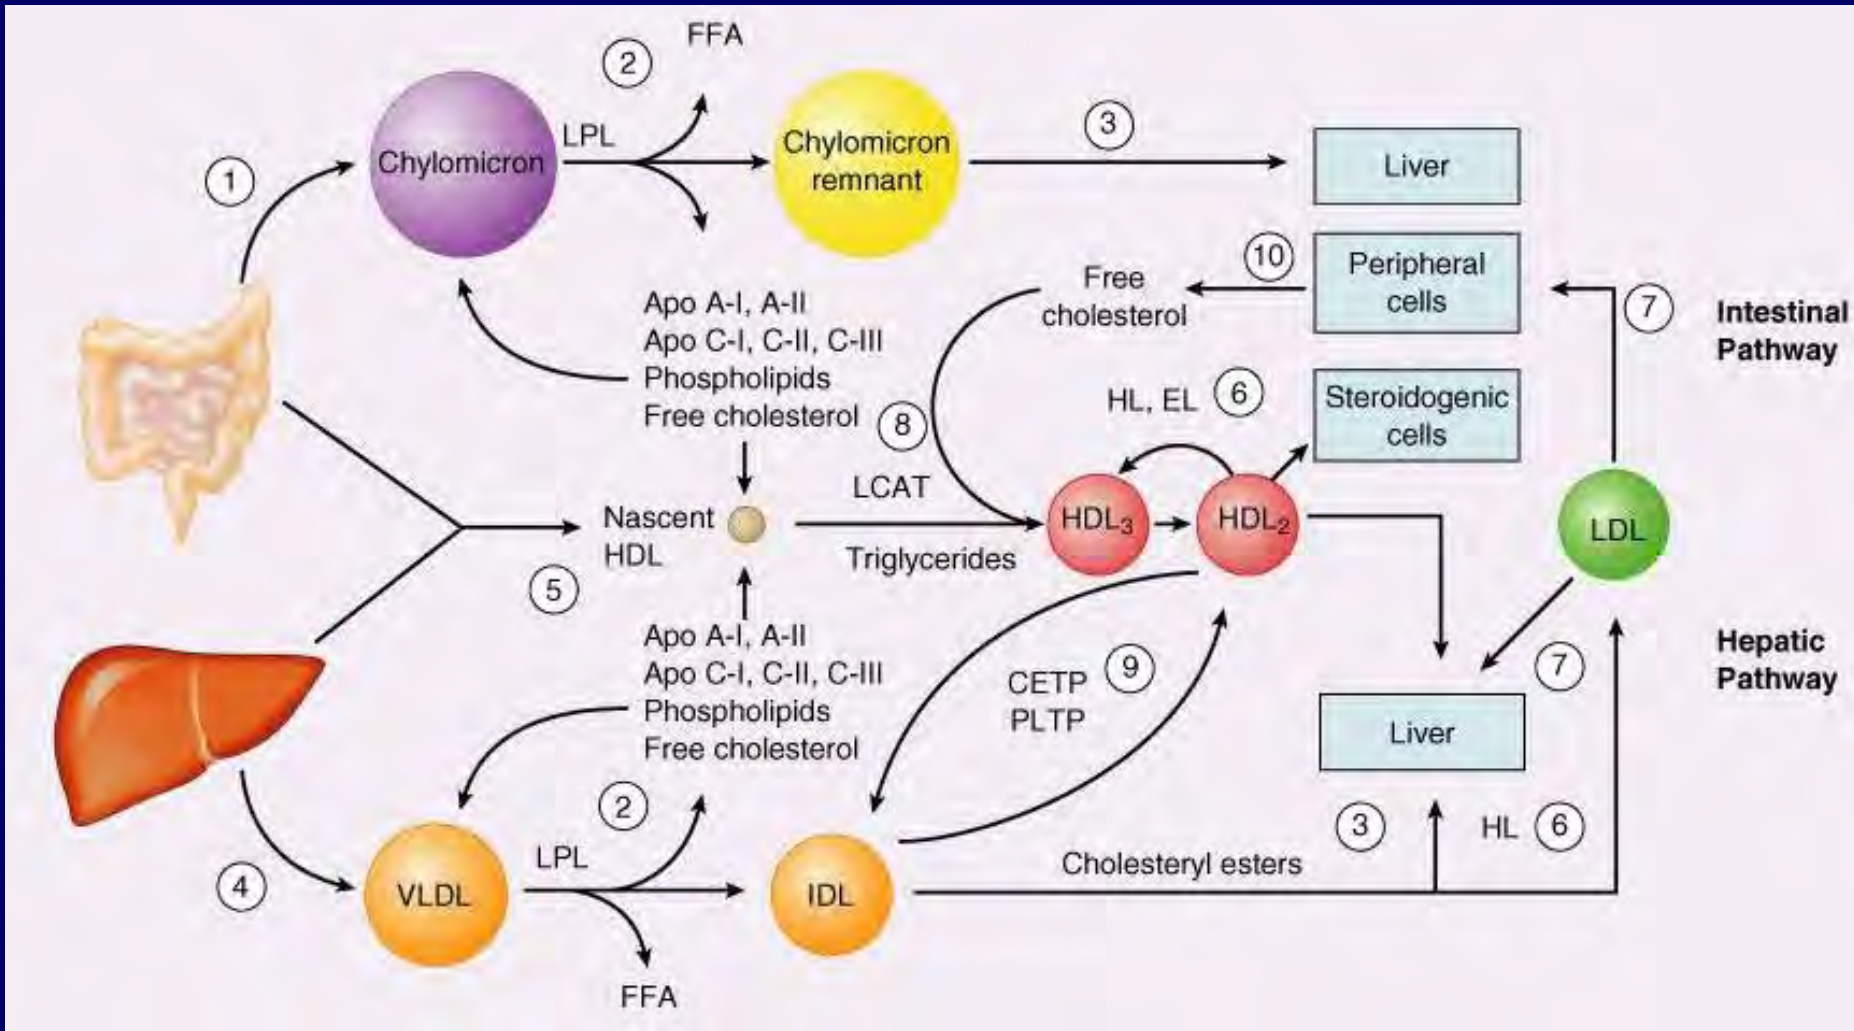 FFA
2
LPL
Chylomicron
Chylomicron
remnant
3
Liver
1
10
Peripheral
cells
Free
cholesterol
7
Intestinal
Pathway
Apo A-I, A-II
Apo C-I, C-II, C-III
Phospholipids
Free cholesterol
8
HL, EL
6
Steroidogenic
cells
LCAT
Nascent
HDL
HDL3
HDL2
LDL
Triglycerides
5
Apo A-I, A-II
Apo C-I, C-II, C-III
Phospholipids
Free cholesterol
CETP
PLTP
9
7
Hepatic
Pathway
Liver
2
3
HL
6
4
LPL
VLDL
IDL
Cholesteryl esters
FFA